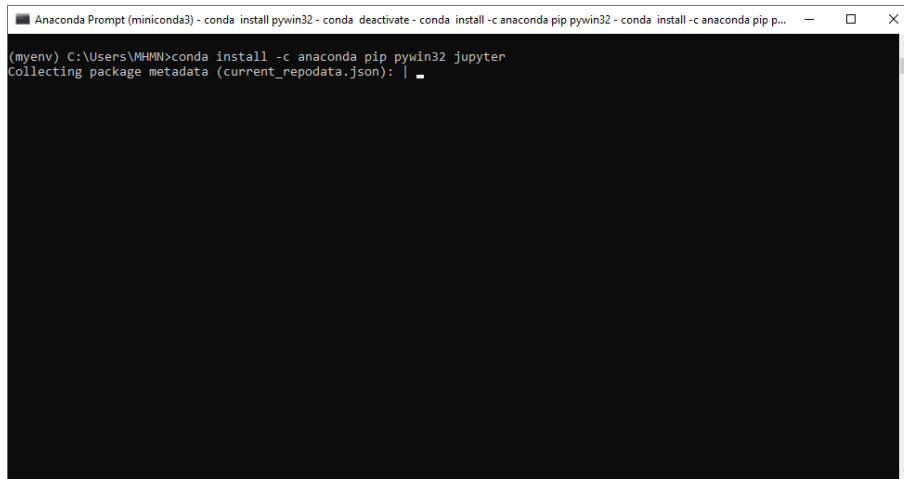 Anaconda Prompt (miniconda3) - conda install pywin32 - conda deactivate - conda install -c anaconda pip pywin32 - conda install -c anaconda pip p...
(myenv) C:\Users\MHMN>conda install -c anaconda pip pywin32 jupyter
Collecting package metadata (current_repodata.json): |